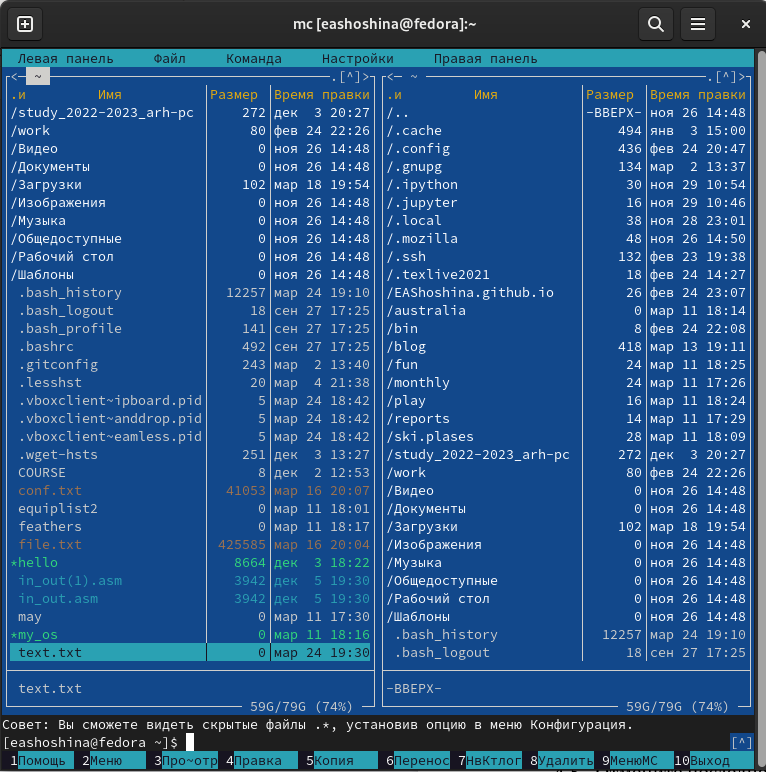 mc [eashoshina@fedora]:~
Левая панель Файл Команда Настройки Правая панель
<─ ~ .[^]>
.и Имя Размер Время правки
/study_2022-2023_arh-pc 272 дек 3 20:27
/work 80 фев 24 22:26
/Видео 0 ноя 26 14:48
/Документы 0 ноя 26 14:48
/Загрузки 102 мар 18 19:54
/Изображения 0 ноя 26 14:48
/Музыка 0 ноя 26 14:48
/Общедоступные 0 ноя 26 14:48
/Рабочий стол 0 ноя 26 14:48
/Шаблоны 0 ноя 26 14:48
.bash_history 12257 мар 24 19:10
.bash_logout 18 сен 27 17:25
.bash_profile 141 сен 27 17:25
.bashrc 492 сен 27 17:25
.gitconfig 243 мар 2 13:40
.lesshst 20 мар 4 21:38
.vboxclient~ipboard.pid 5 мар 24 18:42
.vboxclient~anddrop.pid 5 мар 24 18:42
.vboxclient~eamless.pid 5 мар 24 18:42
.wget-hsts 251 дек 3 13:27
COURSE 8 дек 2 12:53
conf.txt 41053 мар 16 20:07
equiplist2 0 мар 11 18:01
feathers 0 мар 11 18:17
file.txt 425585 мар 16 20:04
*hello 8664 дек 3 18:22
in_out(1).asm 3942 дек 5 19:30
in_out.asm 3942 дек 5 19:30
may 0 мар 11 17:30
*my_os 0 мар 11 18:16
text.txt 0 мар 24 19:30
text.txt
59G/79G (74%)
<─ ~ .[^]>
.и Имя Размер Время правки
/.. -ВВЕРХ- ноя 26 14:48
/.cache 494 янв 3 15:00
/.config 436 фев 24 20:47
/.gnupg 134 мар 2 13:37
/.ipython 30 ноя 29 10:54
/.jupyter 16 ноя 29 10:46
/.local 38 ноя 28 23:01
/.mozilla 48 ноя 26 14:50
/.ssh 132 фев 23 19:38
/.texlive2021 18 фев 24 14:27
/EAShoshina.github.io 26 фев 24 23:07
/australia 0 мар 11 18:14
/bin 8 фев 24 22:08
/blog 418 мар 13 19:11
/fun 24 мар 11 18:25
/monthly 24 мар 11 17:26
/play 16 мар 11 18:24
/reports 14 мар 11 17:29
/ski.plases 28 мар 11 18:09
/study_2022-2023_arh-pc 272 дек 3 20:27
/work 80 фев 24 22:26
/Видео 0 ноя 26 14:48
/Документы 0 ноя 26 14:48
/Загрузки 102 мар 18 19:54
/Изображения 0 ноя 26 14:48
/Музыка 0 ноя 26 14:48
/Общедоступные 0 ноя 26 14:48
/Рабочий стол 0 ноя 26 14:48
/Шаблоны 0 ноя 26 14:48
.bash_history 12257 мар 24 19:10
.bash_logout 18 сен 27 17:25
-ВВЕРХ-
59G/79G (74%)
Совет: Вы сможете видеть скрытые файлы .*, установив опцию в меню Конфигурация.
[eashoshina@fedora ~]$ [^]
1Помощь 2Меню 3Про~отр 4Правка 5Копия 6Перенос 7НвКтлог 8Удалить 9МенюMC 10Выход